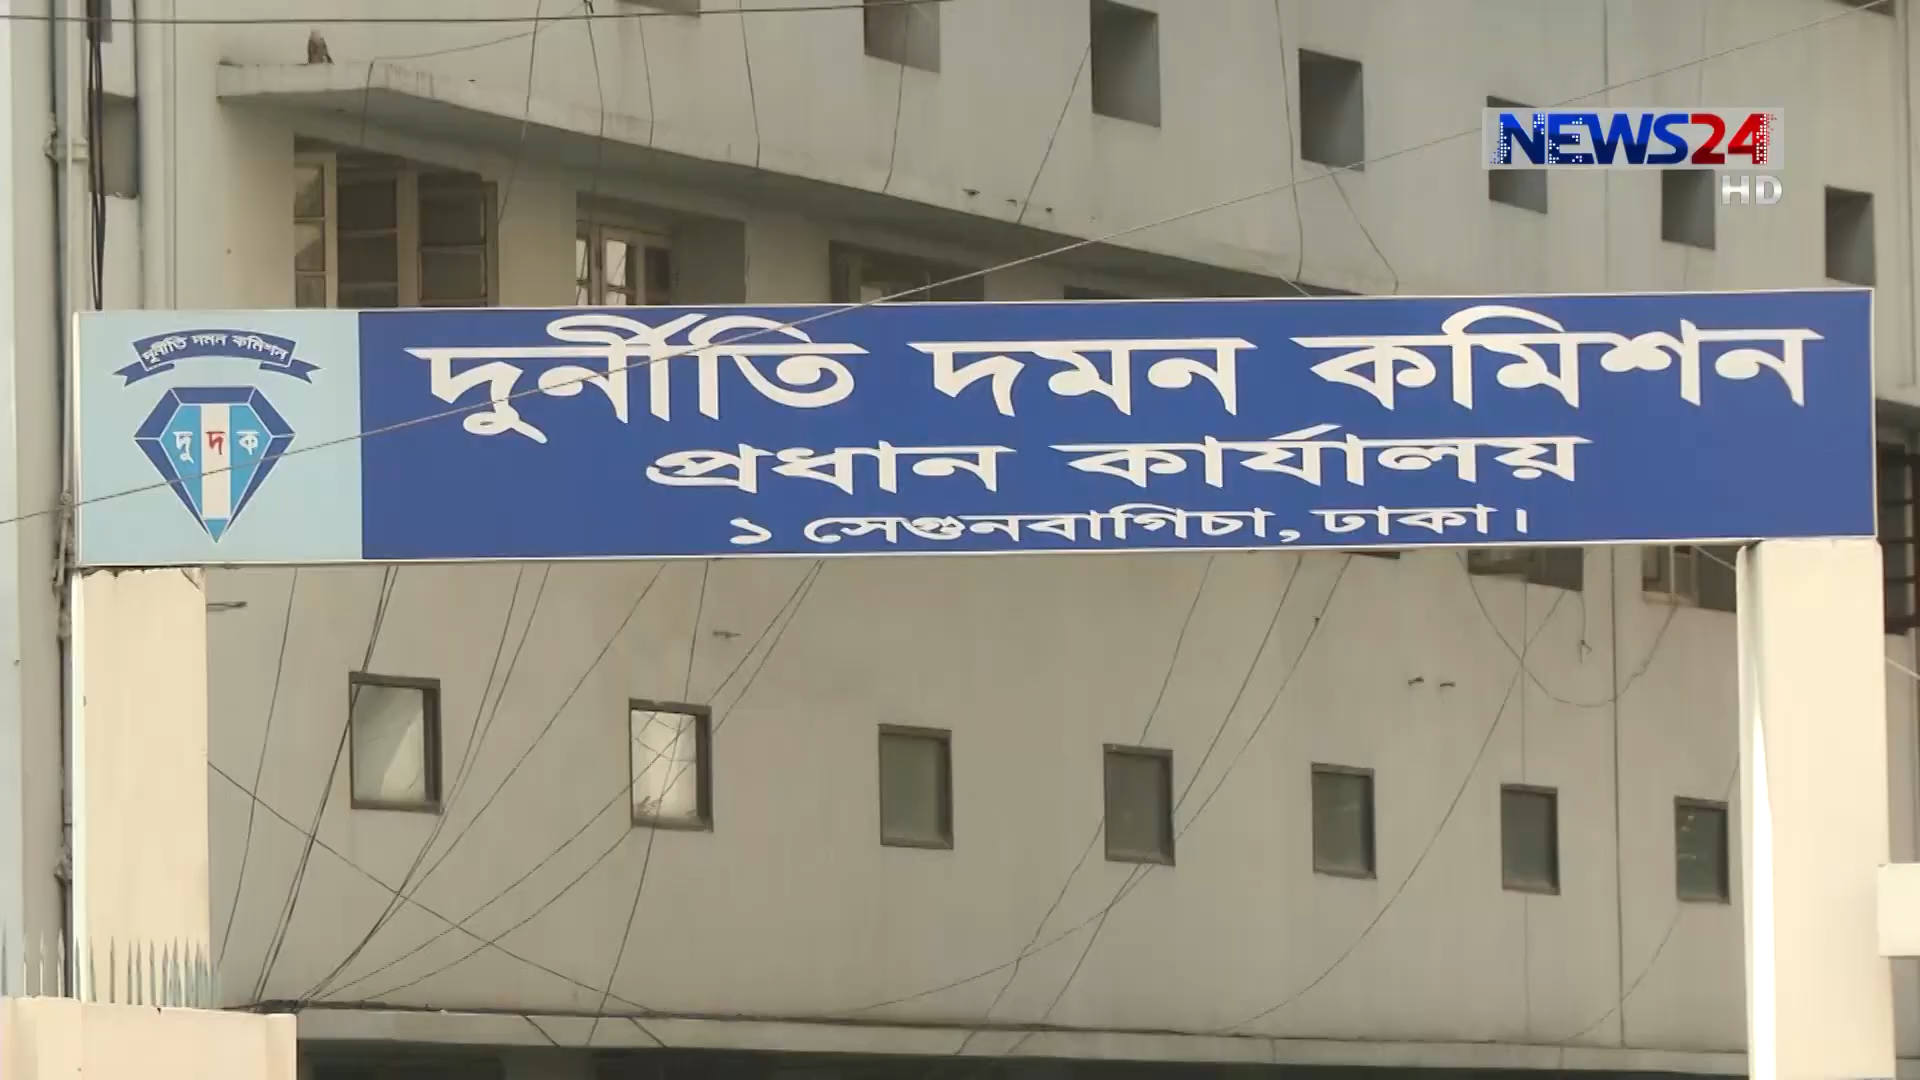 NEWS24
HD
দুর্নীতি দমন কমিশন
দু দ ক
দুর্নীতি দমন কমিশন
প্রধান কার্যালয়
১ সেগুনবাগিচা, ঢাকা।